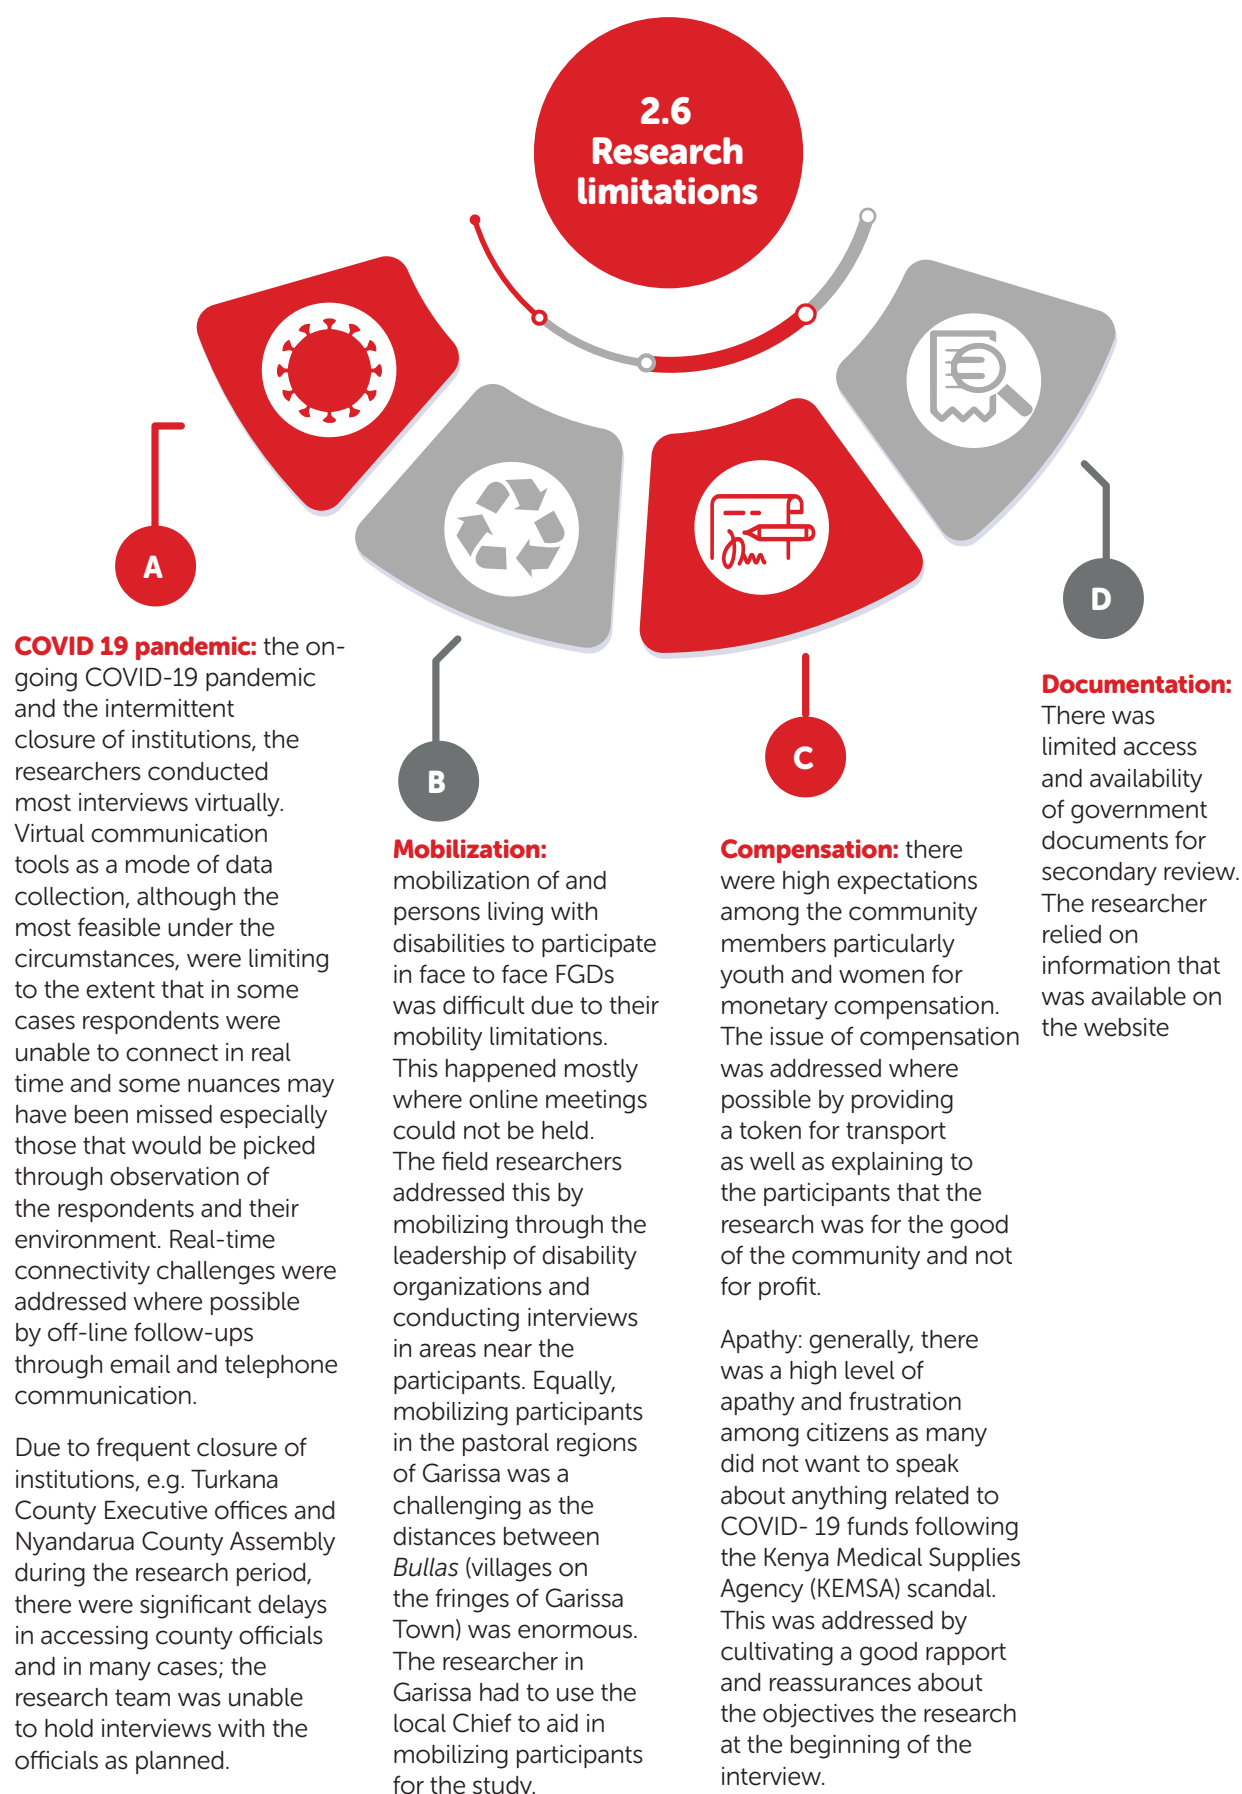 2.6
Research
limitations
A
COVID 19 pandemic: the on-
going COVID-19 pandemic
and the intermittent
closure of institutions, the
researchers conducted
most interviews virtually.
Virtual communication
tools as a mode of data
collection, although the
most feasible under the
circumstances, were limiting
to the extent that in some
cases respondents were
unable to connect in real
time and some nuances may
have been missed especially
those that would be picked
through observation of
the respondents and their
environment. Real-time
connectivity challenges were
addressed where possible
by off-line follow-ups
through email and telephone
communication.
Due to frequent closure of
institutions, e.g. Turkana
County Executive offices and
Nyandarua County Assembly
during the research period,
there were significant delays
in accessing county officials
and in many cases; the
research team was unable
to hold interviews with the
officials as planned.
B
Mobilization:
mobilization of and
persons living with
disabilities to participate
in face to face FGDs
was difficult due to their
mobility limitations.
This happened mostly
where online meetings
could not be held.
The field researchers
addressed this by
mobilizing through the
leadership of disability
organizations and
conducting interviews
in areas near the
participants. Equally,
mobilizing participants
in the pastoral regions
of Garissa was a
challenging as the
distances between
Bullas (villages on
the fringes of Garissa
Town) was enormous.
The researcher in
Garissa had to use the
local Chief to aid in
mobilizing participants
for the study.
C
Compensation: there
were high expectations
among the community
members particularly
youth and women for
monetary compensation.
The issue of compensation
was addressed where
possible by providing
a token for transport
as well as explaining to
the participants that the
research was for the good
of the community and not
for profit.
Apathy: generally, there
was a high level of
apathy and frustration
among citizens as many
did not want to speak
about anything related to
COVID- 19 funds following
the Kenya Medical Supplies
Agency (KEMSA) scandal.
This was addressed by
cultivating a good rapport
and reassurances about
the objectives the research
at the beginning of the
interview.
D
Documentation:
There was
limited access
and availability
of government
documents for
secondary review.
The researcher
relied on
information that
was available on
the website